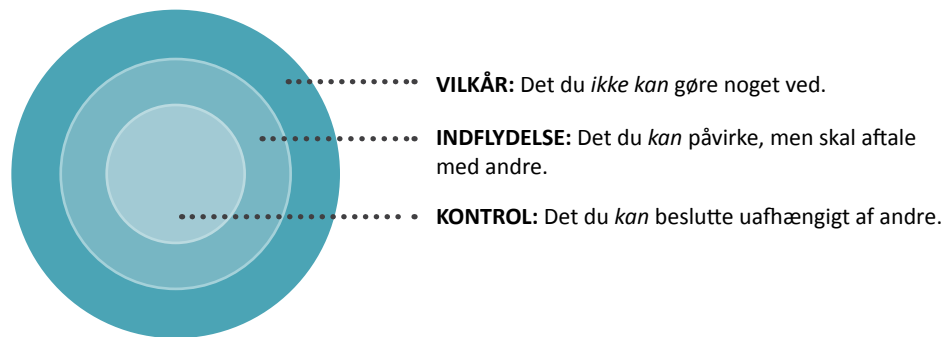 VILKÅR: Det du ikke kan gøre noget ved.
INDFLYDELSE: Det du kan påvirke, men skal aftale
med andre.
KONTROL: Det du kan beslutte uafhængigt af andre.